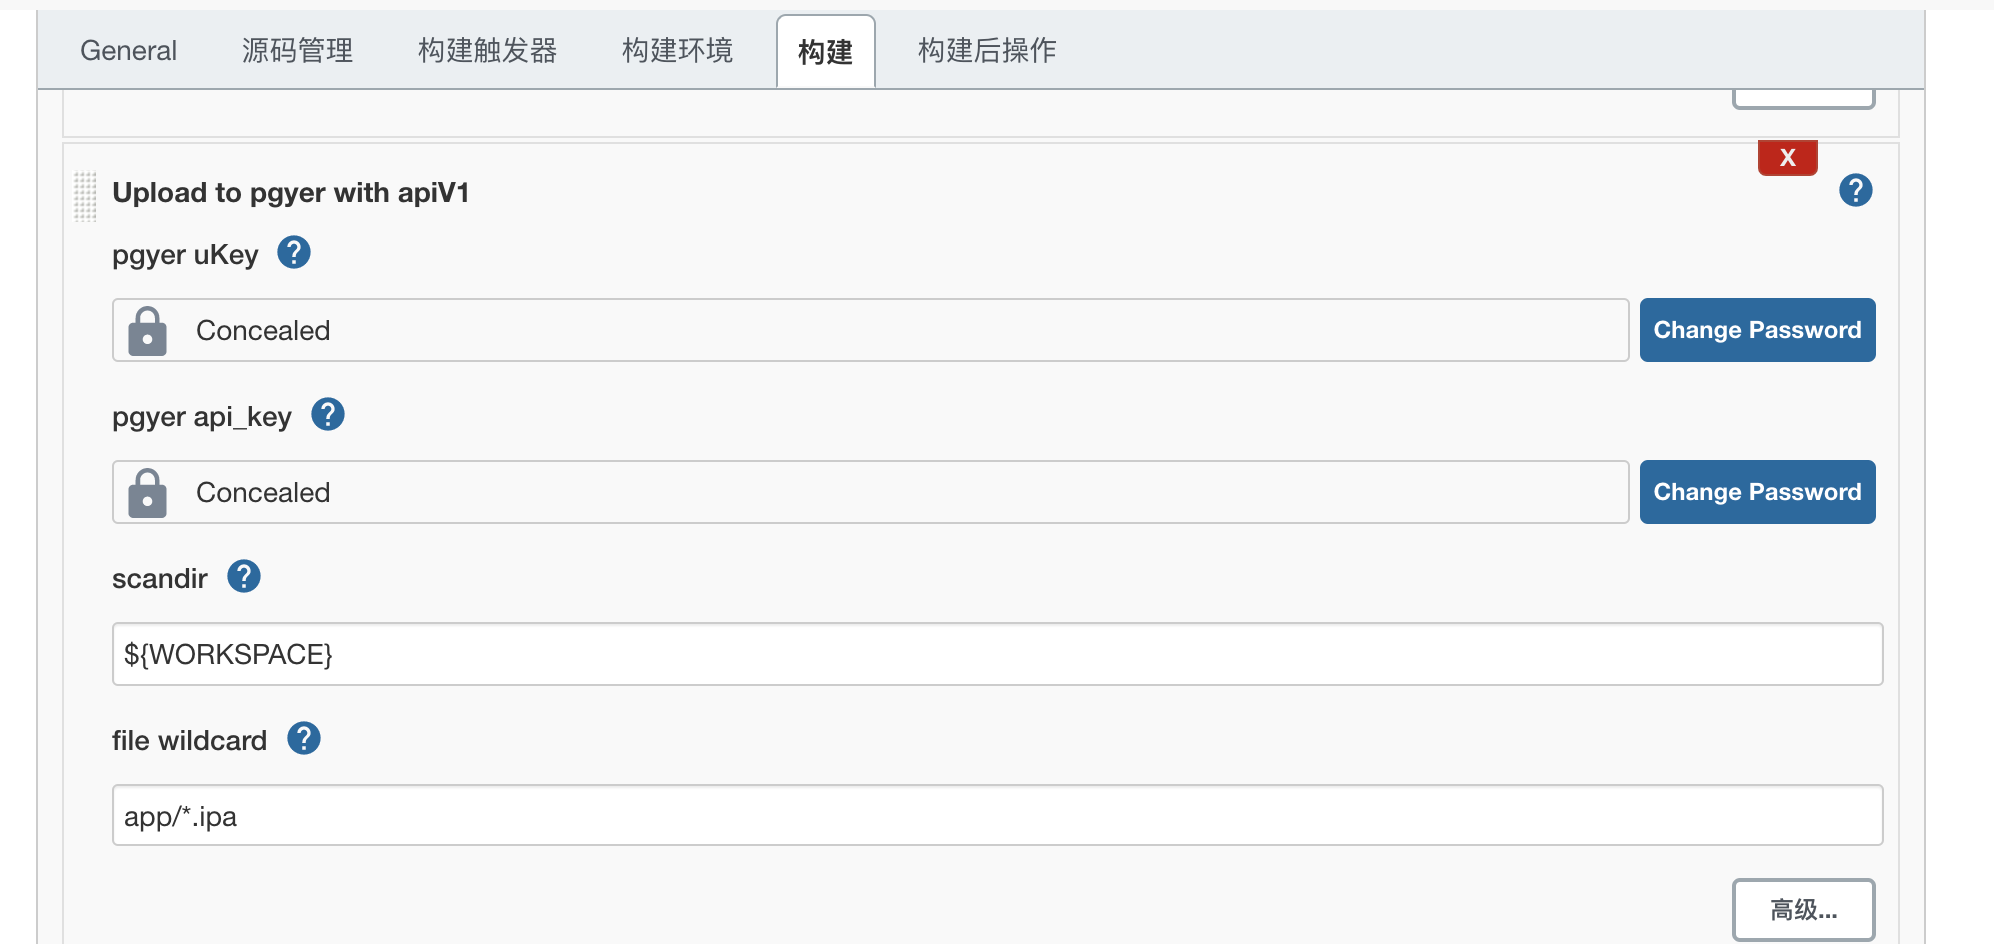 General 源码管理 构建触发器 构建环境 构建 构建后操作
X
Upload to pgyer with apiV1 ?
pgyer uKey ?
Concealed Change Password
pgyer api_key ?
Concealed Change Password
scandir ?
${WORKSPACE}
file wildcard ?
app/*.ipa
高级...